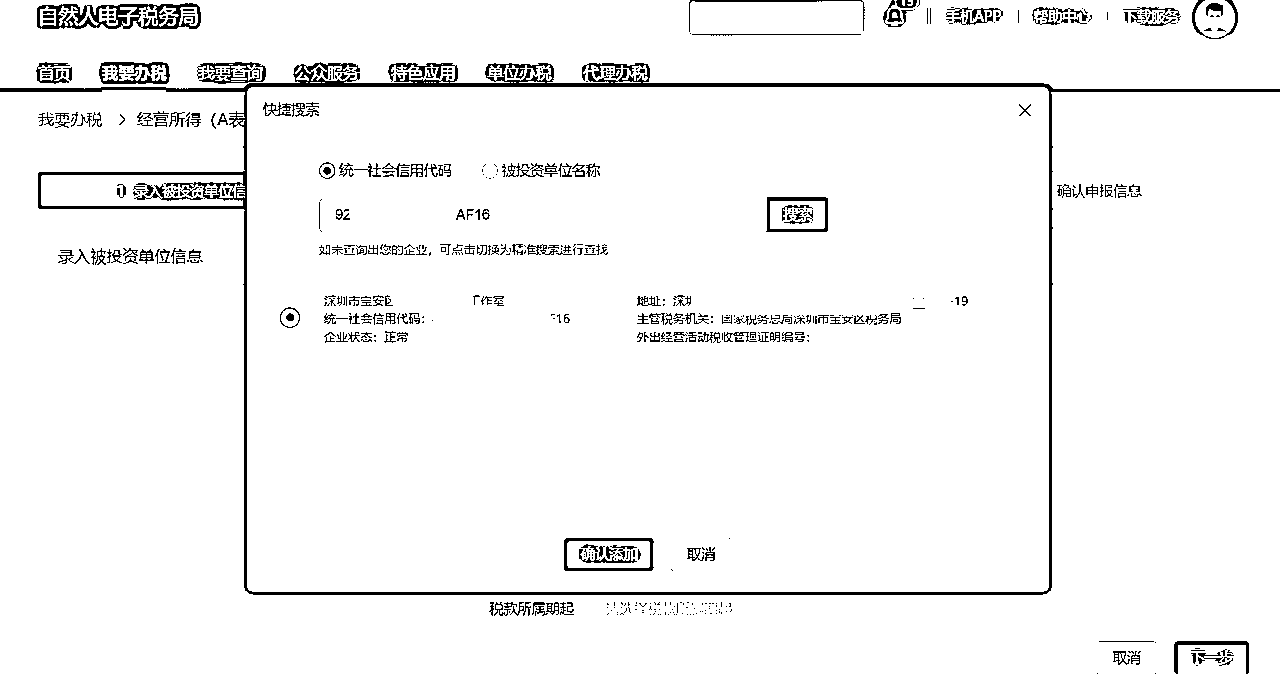 自然人电子税务局
13
手机APP
帮助中心
下载服务
首页 我要办税 我要查询 公众服务 特色应用 单位办税 代理办税
我要办税 > 经营所得（A表
快捷搜索
统一社会信用代码 被投资单位名称
1 录入被投资单位信
确认申报信息
92 AF16
搜索
如未查询出您的企业，可点击切换为精准搜索进行查找
录入被投资单位信息
深圳市宝安区 工作室
统一社会信用代码： F16
企业状态：正常
地址：深圳 -19
主管税务机关：国家税务总局深圳市宝安区税务局
外出经营活动税收管理证明编号：
确认添加 取消
税款所属期起
取消 下一步